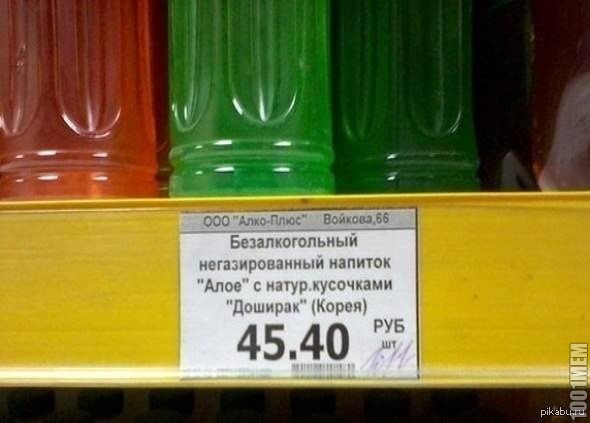 ООО "Алко-Плюс" Войкова,66
Безалкогольный
негазированный напиток
"Алое" с натур.кусочками
"Доширак" (Корея)
45.40 РУБ
шт
1001MEM
pikabu.ru